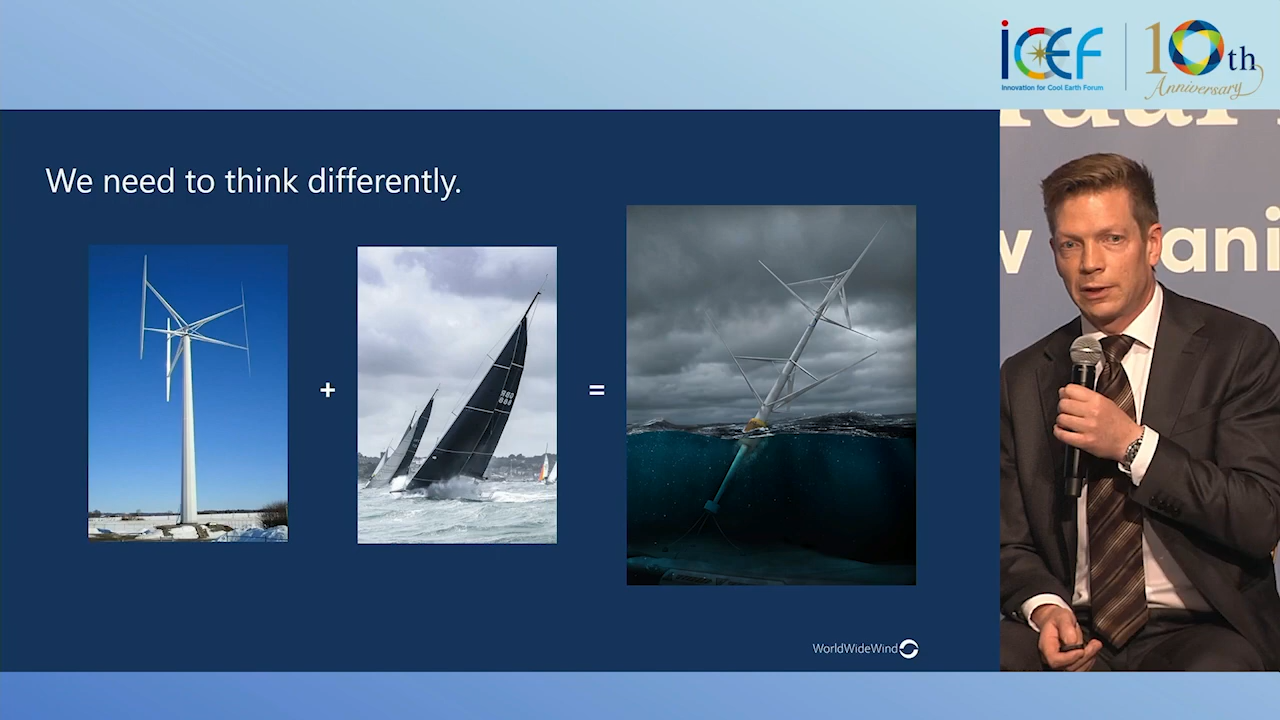 ICEF
Innovation for Cool Earth Forum
10th
Anniversary
We need to think differently.
+
=
WorldWideWind